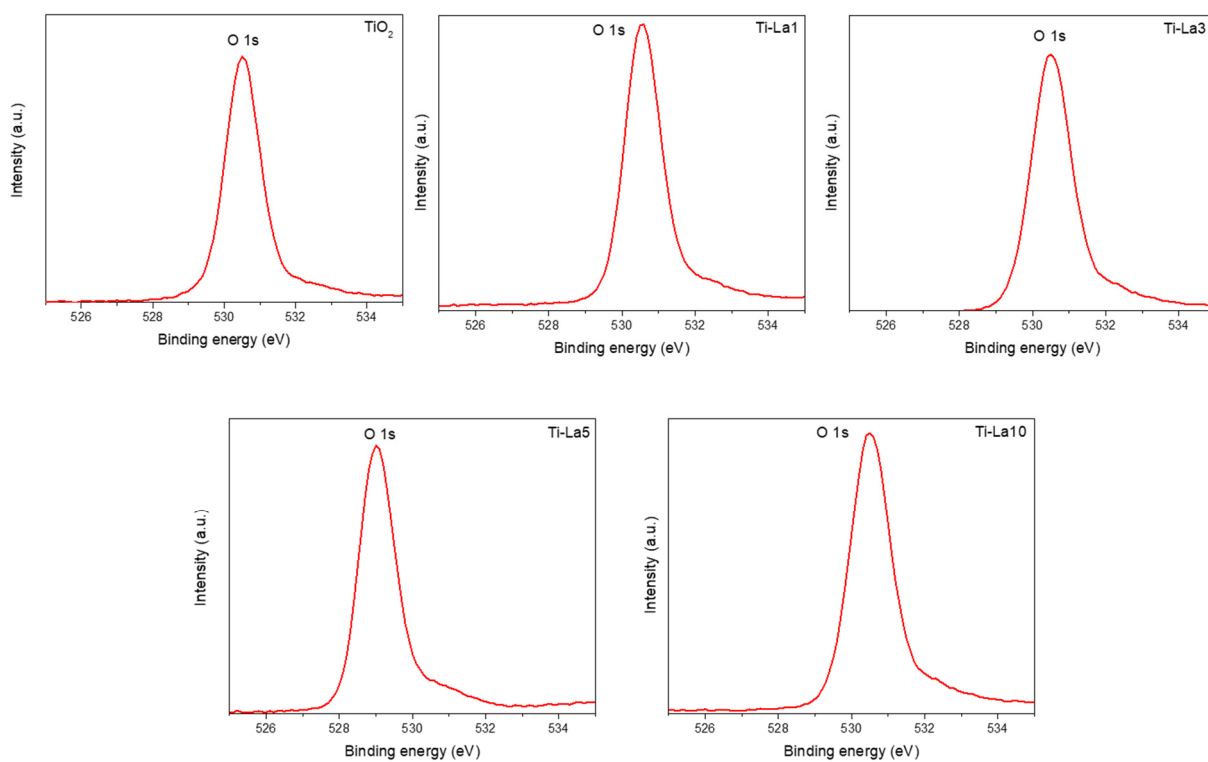 TiO2
O 1s
Intensity (a.u.)
526 528 530 532 534
Binding energy (eV)
Ti-La1
O 1s
Intensity (a.u.)
526 528 530 532 534
Binding energy (eV)
Ti-La3
O 1s
Intensity (a.u.)
526 528 530 532 534
Binding energy (eV)
Ti-La5
O 1s
Intensity (a.u.)
526 528 530 532 534
Binding energy (eV)
Ti-La10
O 1s
Intensity (a.u.)
526 528 530 532 534
Binding energy (eV)